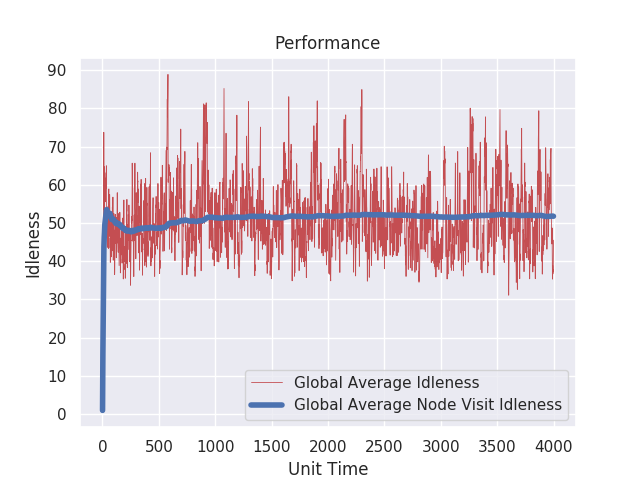 Performance
90
80
70
60
50
40
30
20
10
0
Idleness
Global Average Idleness
Global Average Node Visit Idleness
0 500 1000 1500 2000 2500 3000 3500 4000
Unit Time